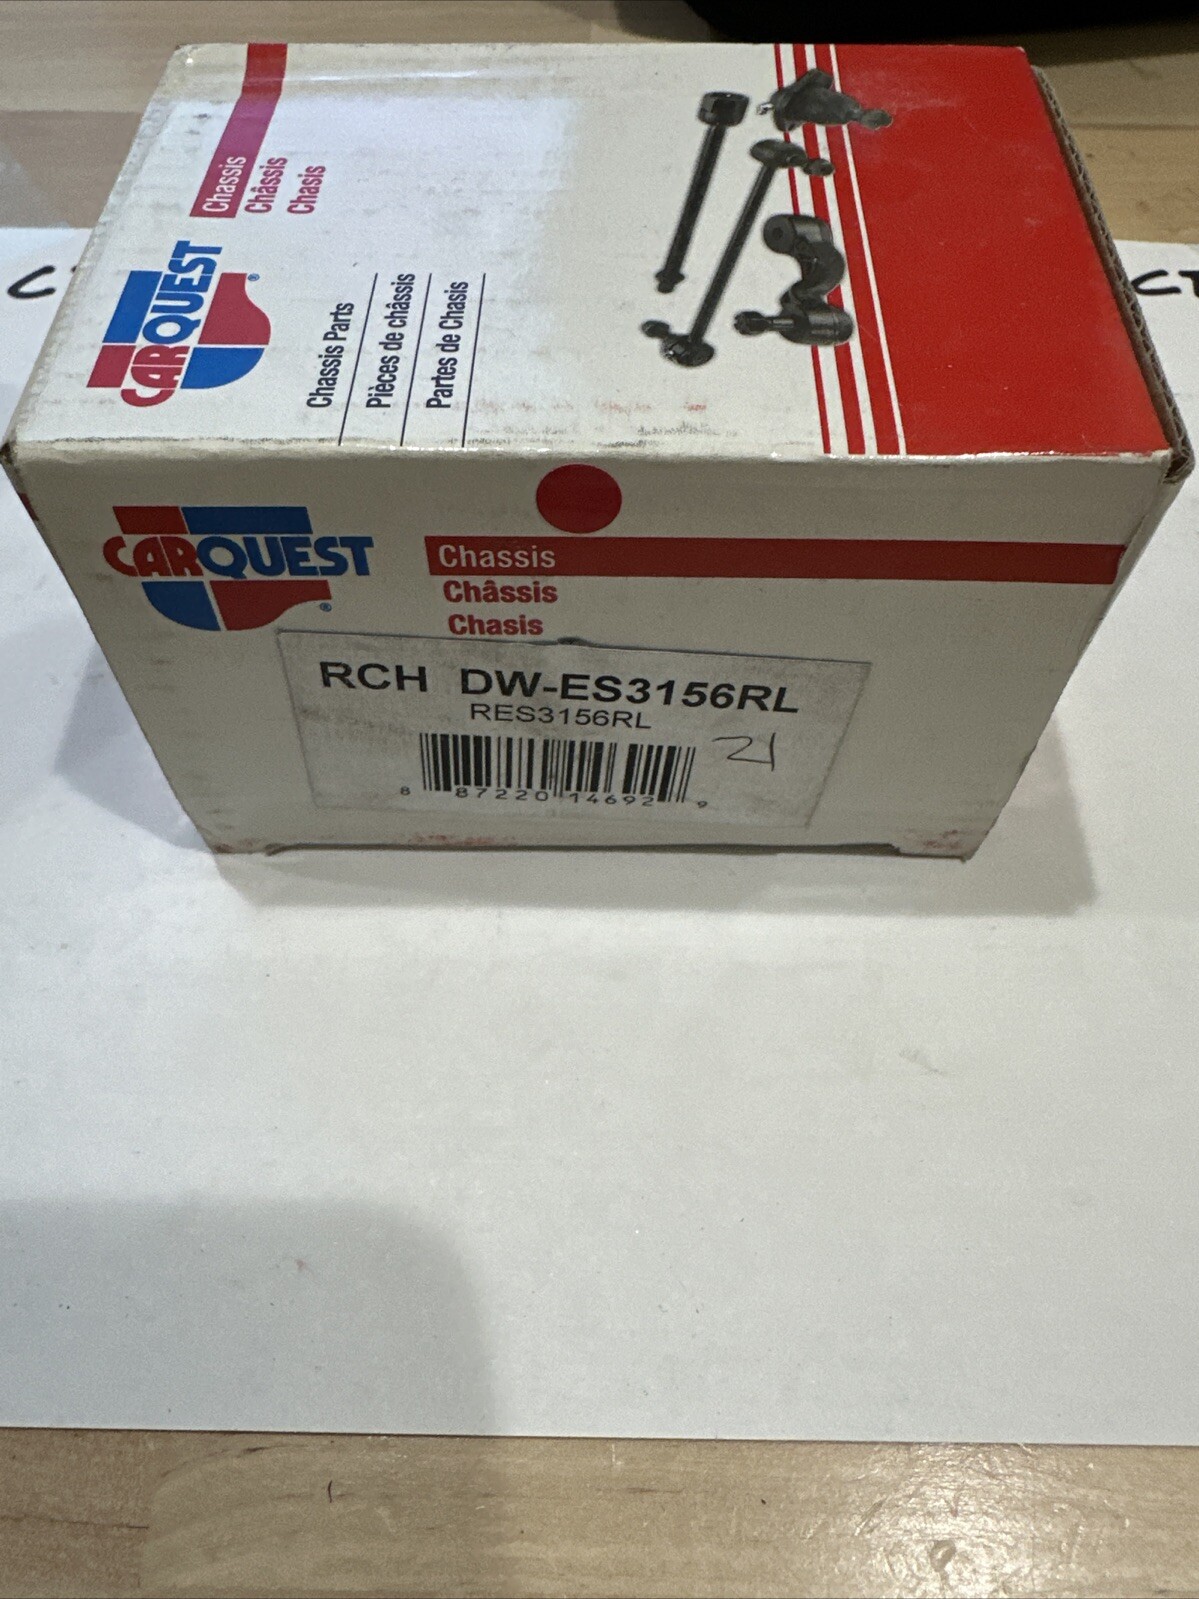 Chassis
Châssis
Chasis
CARQUEST®
Chassis Parts
Pièces de châssis
Partes de Chasis
CARQUEST®
Chassis
Châssis
Chasis
RCH DW-ES3156RL
RES3156RL
21
8 87220 14692 9